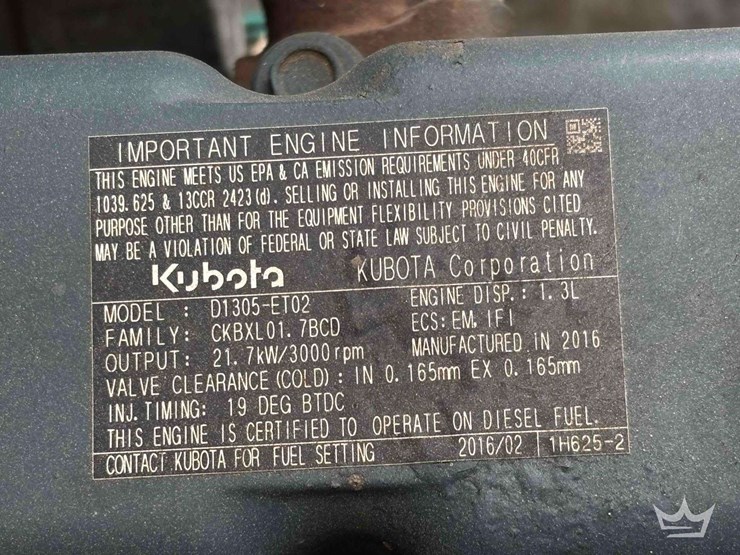 IMPORTANT ENGINE INFORMATION
THIS ENGINE MEETS US EPA & CA EMISSION REQUIREMENTS UNDER 40CFR
1039.625 & 13CCR 2423(d). SELLING OR INSTALLING THIS ENGINE FOR ANY
PURPOSE OTHER THAN FOR THE EQUIPMENT FLEXIBILITY PROVISIONS CITED
MAY BE A VIOLATION OF FEDERAL OR STATE LAW SUBJECT TO CIVIL PENALTY.
Kubota KUBOTA Corporation
MODEL : D1305-ET02 ENGINE DISP.: 1.3L
FAMILY: CKBXL01.7BCD ECS: EM, IFI
OUTPUT: 21.7kW/3000rpm MANUFACTURED IN 2016
VALVE CLEARANCE (COLD) : IN 0.165mm EX 0.165mm
INJ. TIMING: 19 DEG BTDC
THIS ENGINE IS CERTIFIED TO OPERATE ON DIESEL FUEL.
CONTACT KUBOTA FOR FUEL SETTING 2016/02 1H625-2